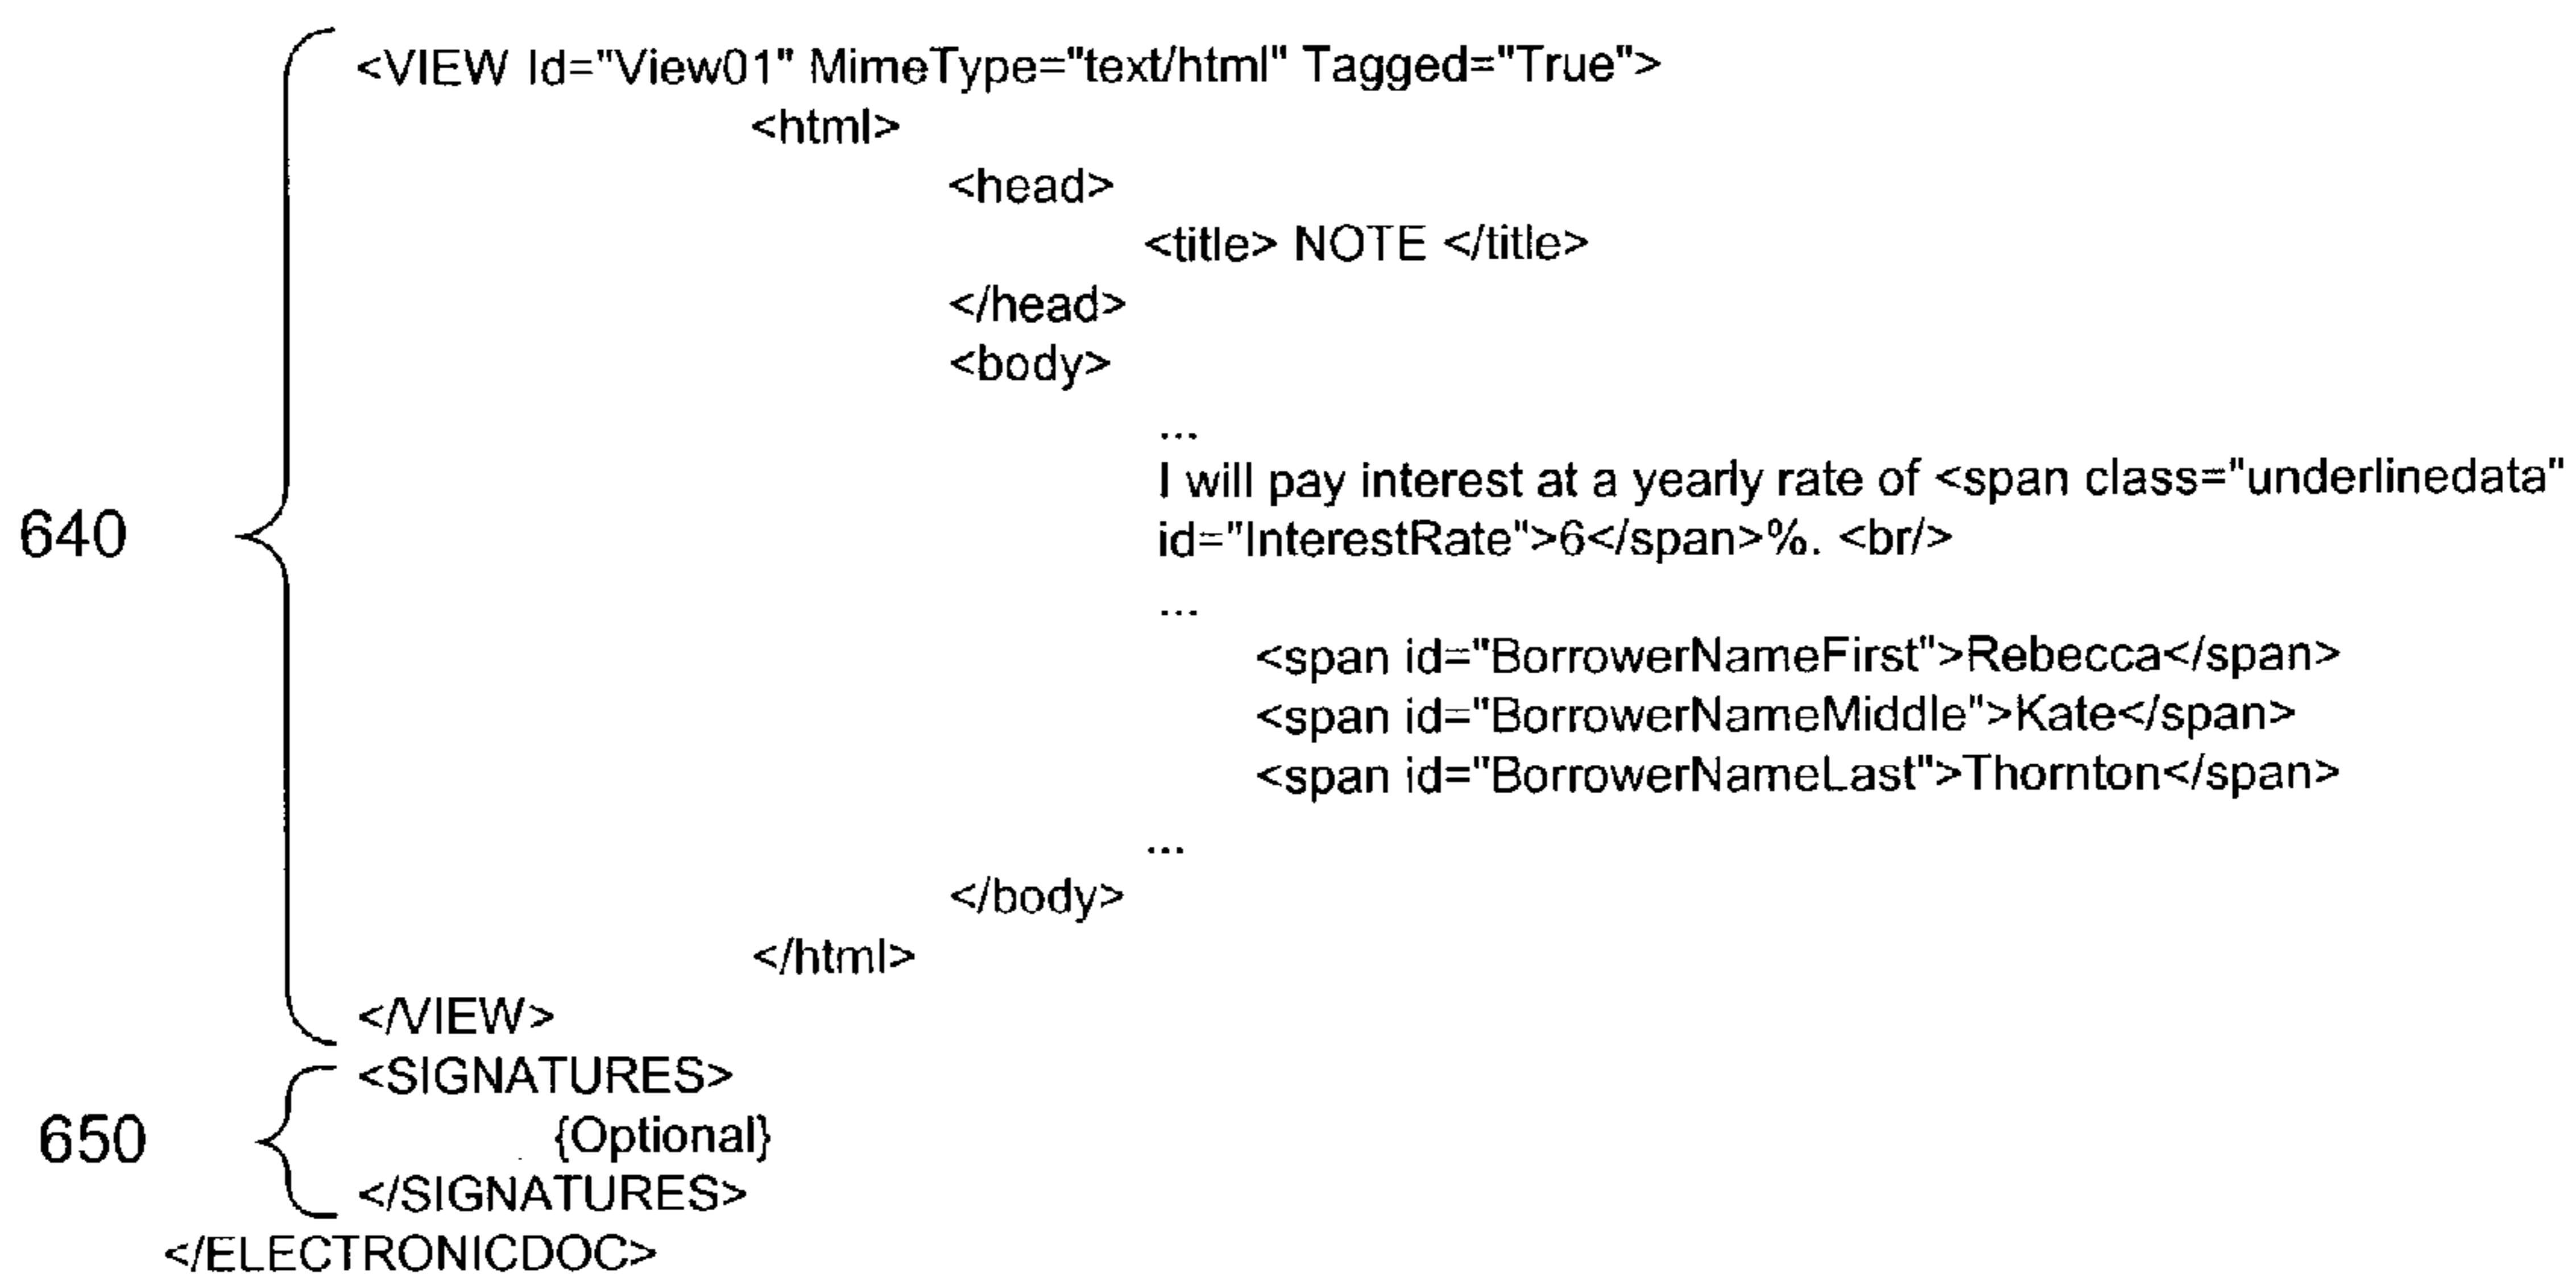 <VIEW Id="View01" MimeType="text/html" Tagged="True">
<html>
<head>
<title> NOTE </title>
</head>
<body>
...
I will pay interest at a yearly rate of <span class="underlinedata"
640 id="InterestRate">6</span>%. <br/>
...
<span id="BorrowerNameFirst">Rebecca</span>
<span id="BorrowerNameMiddle">Kate</span>
<span id="BorrowerNameLast">Thornton</span>
...
</body>
</html>
</VIEW>
<SIGNATURES>
650 {Optional}
</SIGNATURES>
</ELECTRONICDOC>